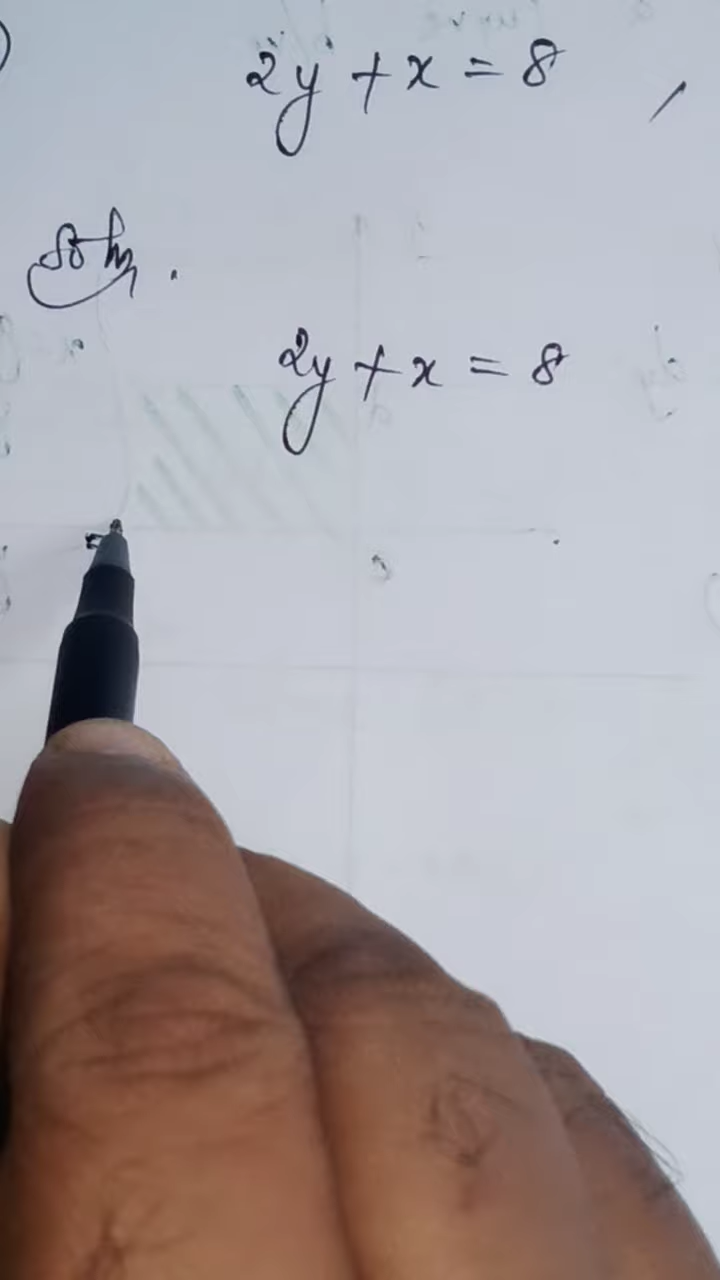 )
2y + x = 8 ,
Soln.
2y + x = 8